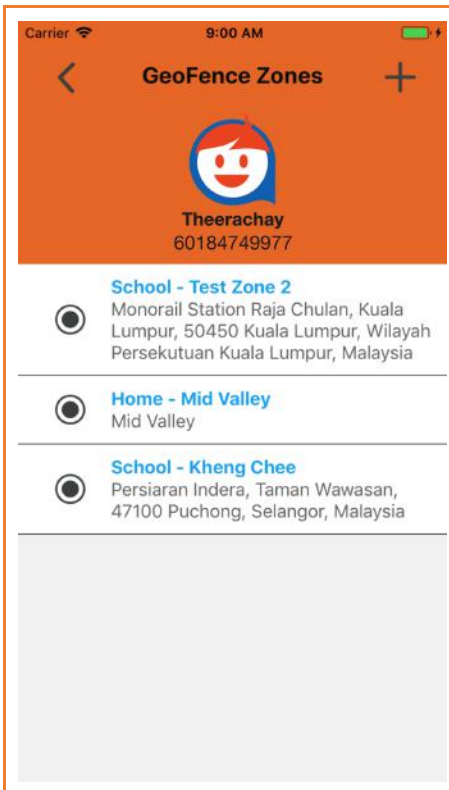 Carrier 9:00 AM
GeoFence Zones
Theerachay
60184749977
School - Test Zone 2
Monorail Station Raja Chulan, Kuala
Lumpur, 50450 Kuala Lumpur, Wilayah
Persekutuan Kuala Lumpur, Malaysia
Home - Mid Valley
Mid Valley
School - Kheng Chee
Persiaran Indera, Taman Wawasan,
47100 Puchong, Selangor, Malaysia